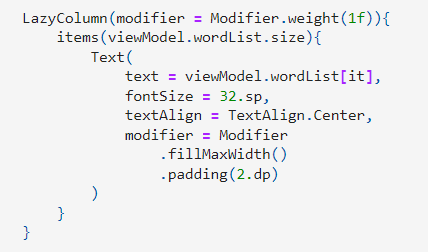 LazyColumn(modifier = Modifier.weight(1f)){
    items(viewModel.wordList.size){
        Text(
            text = viewModel.wordList[it],
            fontSize = 32.sp,
            textAlign = TextAlign.Center,
            modifier = Modifier
                .fillMaxWidth()
                .padding(2.dp)
        )
    }
}